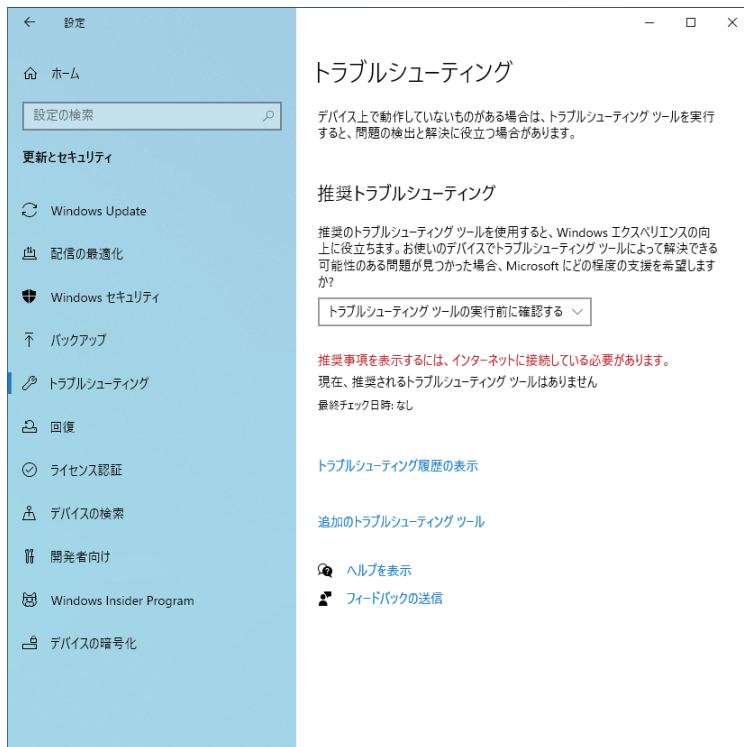 設定
ホーム
設定の検索
更新とセキュリティ
Windows Update
配信の最適化
Windows セキュリティ
バックアップ
トラブルシューティング
回復
ライセンス認証
デバイスの検索
開発者向け
Windows Insider Program
デバイスの暗号化
トラブルシューティング
デバイス上で動作していないものがある場合は、トラブルシューティング ツールを実行
すると、問題の検出と解決に役立つ場合があります。
推奨トラブルシューティング
推奨のトラブルシューティング ツールを使用すると、Windows エクスペリエンスの向
上に役立ちます。お使いのデバイスでトラブルシューティング ツールによって解決できる
可能性のある問題が見つかった場合、Microsoft にどの程度の支援を希望します
か?
トラブルシューティング ツールの実行前に確認する
推奨事項を表示するには、インターネットに接続している必要があります。
現在、推奨されるトラブルシューティング ツールはありません
最終チェック日時: なし
トラブルシューティング履歴の表示
追加のトラブルシューティング ツール
ヘルプを表示
フィードバックの送信